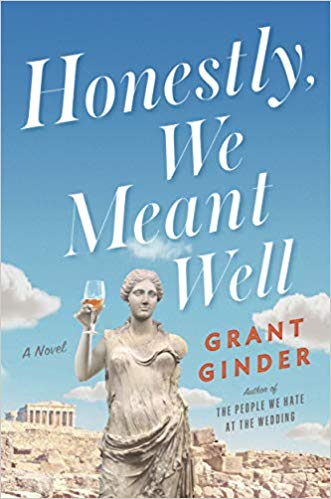 Honestly,
We
Meant
Well
A Novel
GRANT
GINDER
Author of
THE PEOPLE WE HATE
AT THE WEDDING